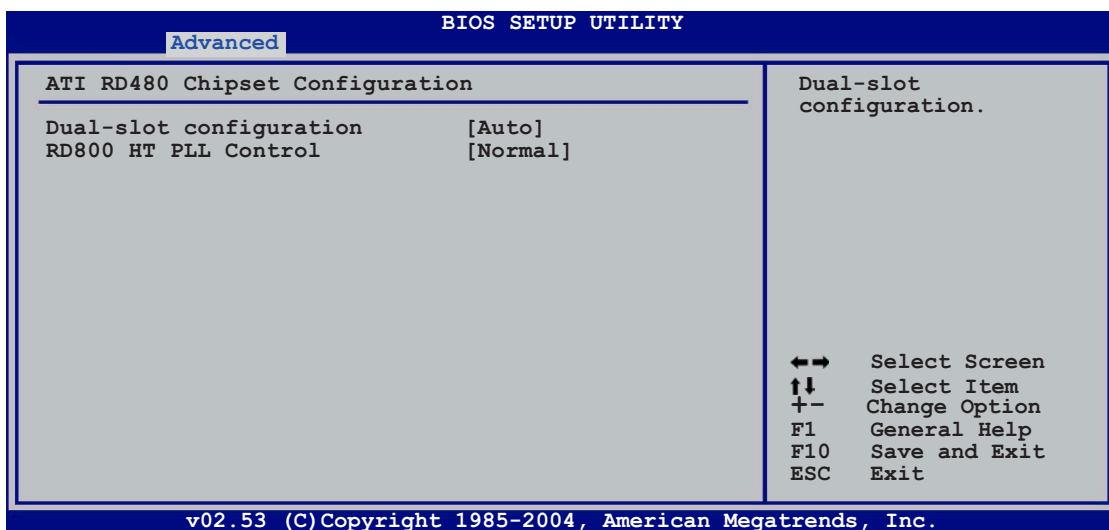 BIOS SETUP UTILITY
Advanced
ATI RD480 Chipset Configuration
Dual-slot configuration [Auto]
RD800 HT PLL Control [Normal]
Dual-slot
configuration.
←→ Select Screen
↑↓ Select Item
+- Change Option
F1 General Help
F10 Save and Exit
ESC Exit
v02.53 (C)Copyright 1985-2004, American Megatrends, Inc.